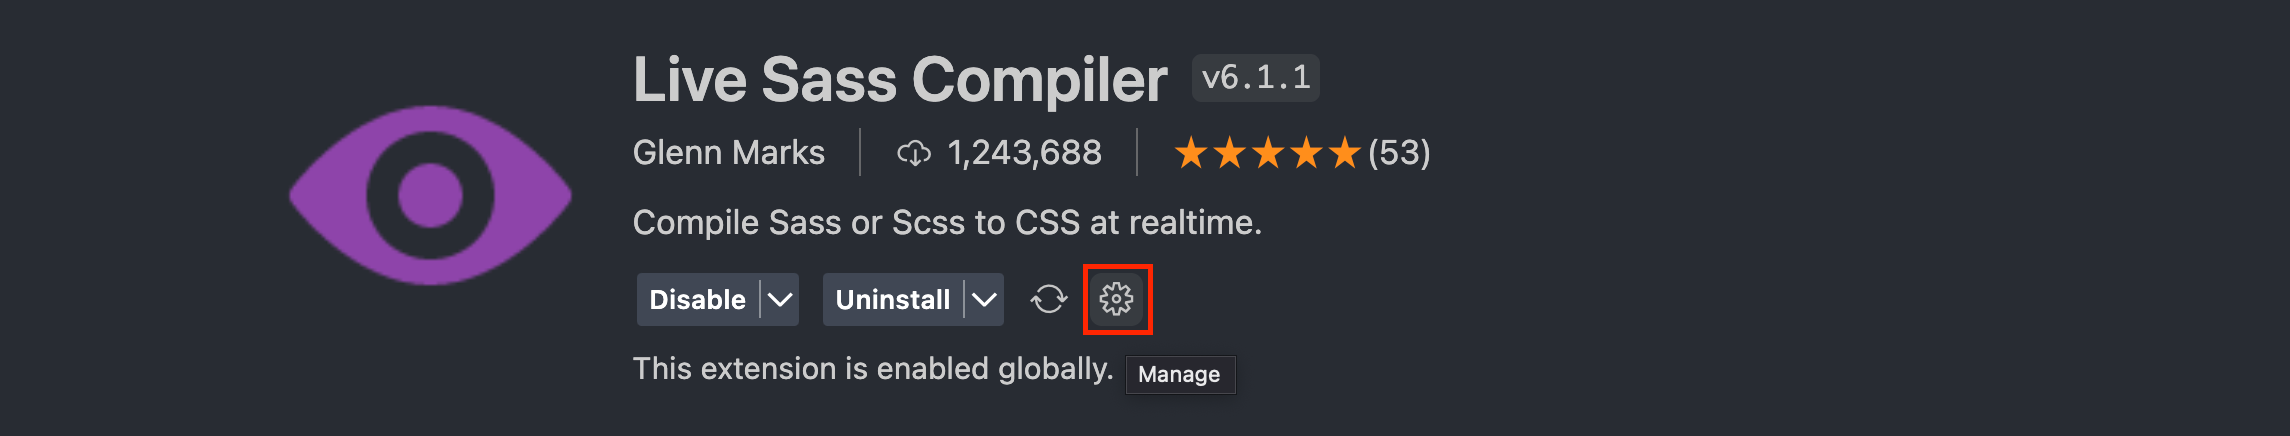 Live Sass Compiler v6.1.1
Glenn Marks 1,243,688 ★★★★★(53)
Compile Sass or Scss to CSS at realtime.
Disable Uninstall
This extension is enabled globally.
Manage